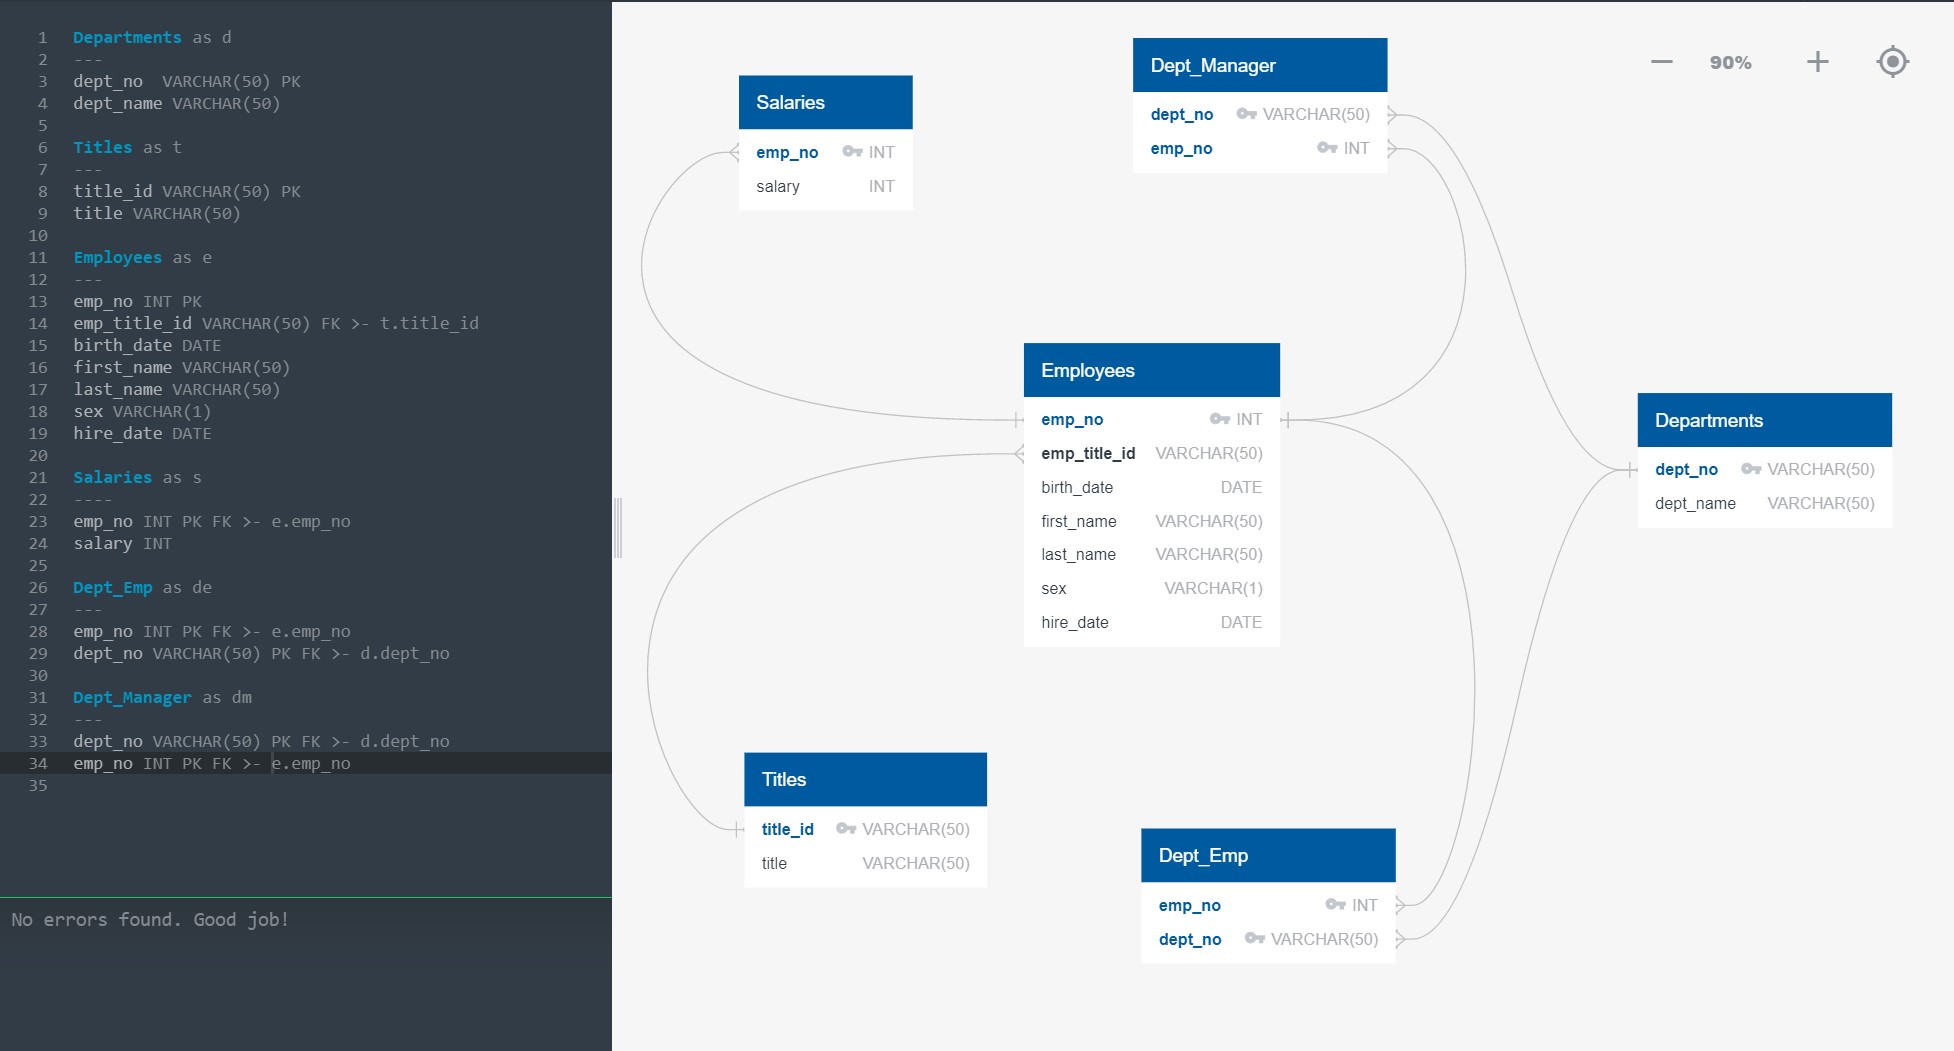 1 Departments as d
2 ---
3 dept_no  VARCHAR(50) PK
4 dept_name VARCHAR(50)
5
6 Titles as t
7 ---
8 title_id VARCHAR(50) PK
9 title VARCHAR(50)
10
11 Employees as e
12 ---
13 emp_no INT PK
14 emp_title_id VARCHAR(50) FK >- t.title_id
15 birth_date DATE
16 first_name VARCHAR(50)
17 last_name VARCHAR(50)
18 sex VARCHAR(1)
19 hire_date DATE
20
21 Salaries as s
22 ----
23 emp_no INT PK FK >- e.emp_no
24 salary INT
25
26 Dept_Emp as de
27 ---
28 emp_no INT PK FK >- e.emp_no
29 dept_no VARCHAR(50) PK FK >- d.dept_no
30
31 Dept_Manager as dm
32 ---
33 dept_no VARCHAR(50) PK FK >- d.dept_no
34 emp_no INT PK FK >- e.emp_no
35
No errors found. Good job!
Salaries
emp_no INT
salary INT
Dept_Manager
dept_no VARCHAR(50)
emp_no INT
90%
Employees
emp_no INT
emp_title_id VARCHAR(50)
birth_date DATE
first_name VARCHAR(50)
last_name VARCHAR(50)
sex VARCHAR(1)
hire_date DATE
Departments
dept_no VARCHAR(50)
dept_name VARCHAR(50)
Titles
title_id VARCHAR(50)
title VARCHAR(50)
Dept_Emp
emp_no INT
dept_no VARCHAR(50)